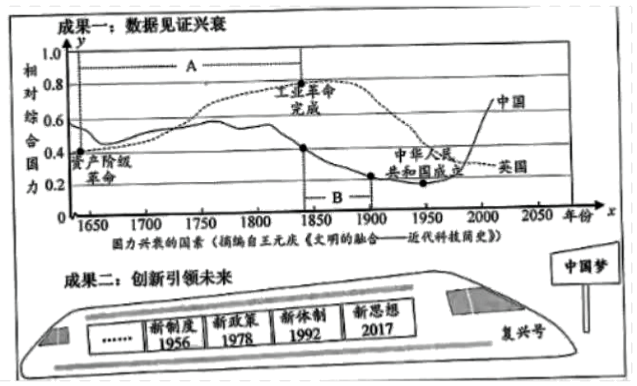 成果一：数据见证兴衰
y
相对综合国力
1.0
0.8
0.6
0.4
0.2
0
A
工业革命
完成
中国
资产阶级
革命
中华人民
共和国成立
英国
B
1650 1700 1750 1800 1850 1900 1950 2000 2050 年份 x
国力兴衰的因素（摘编自王元庆《文明的融合——近代科技简史》）
成果二：创新引领未来
中国梦
……
新制度
1956
新政策
1978
新体制
1992
新思想
2017
复兴号